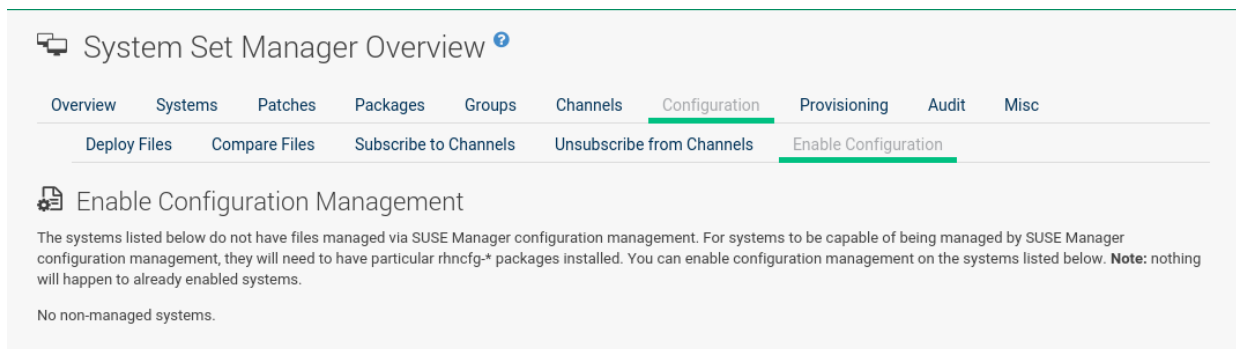 System Set Manager Overview ?
Overview Systems Patches Packages Groups Channels Configuration Provisioning Audit Misc
Deploy Files Compare Files Subscribe to Channels Unsubscribe from Channels Enable Configuration
Enable Configuration Management
The systems listed below do not have files managed via SUSE Manager configuration management. For systems to be capable of being managed by SUSE Manager
configuration management, they will need to have particular rhncfg-* packages installed. You can enable configuration management on the systems listed below. Note: nothing
will happen to already enabled systems.
No non-managed systems.